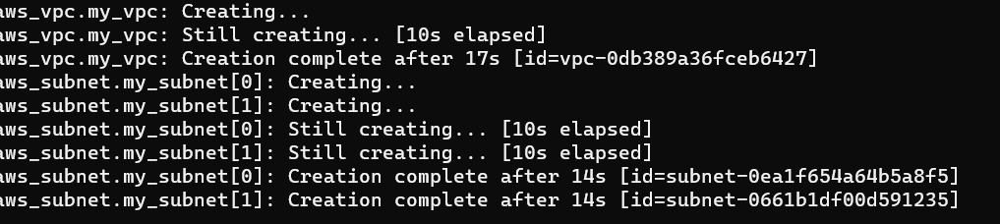 aws_vpc.my_vpc: Creating...
aws_vpc.my_vpc: Still creating... [10s elapsed]
aws_vpc.my_vpc: Creation complete after 17s [id=vpc-0db389a36fceb6427]
aws_subnet.my_subnet[0]: Creating...
aws_subnet.my_subnet[1]: Creating...
aws_subnet.my_subnet[0]: Still creating... [10s elapsed]
aws_subnet.my_subnet[1]: Still creating... [10s elapsed]
aws_subnet.my_subnet[0]: Creation complete after 14s [id=subnet-0ea1f654a64b5a8f5]
aws_subnet.my_subnet[1]: Creation complete after 14s [id=subnet-0661b1df00d591235]